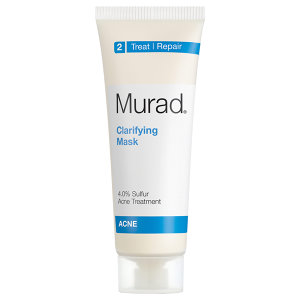 2 Treat | Repair
Murad®
Clarifying
Mask
4.0% Sulfur
Acne Treatment
ACNE